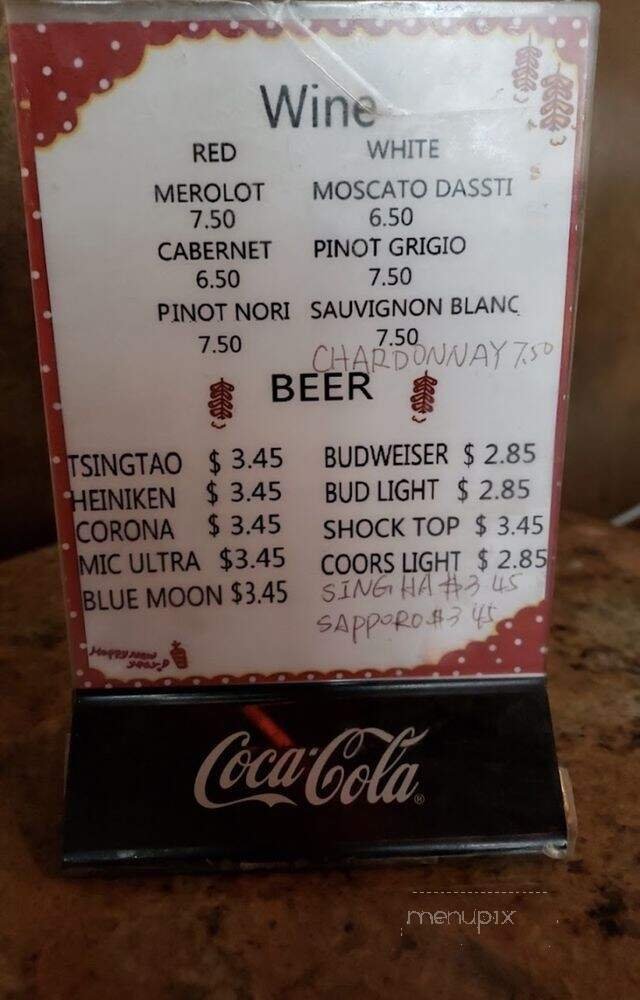 Wine
RED WHITE
MEROLOT MOSCATO DASSTI
7.50 6.50
CABERNET PINOT GRIGIO
6.50 7.50
PINOT NORI SAUVIGNON BLANC
7.50 7.50
CHARDONNAY 7.50
BEER
TSINGTAO $ 3.45 BUDWEISER $ 2.85
HEINIKEN $ 3.45 BUD LIGHT $ 2.85
CORONA $ 3.45 SHOCK TOP $ 3.45
MIC ULTRA $3.45 COORS LIGHT $ 2.85
BLUE MOON $3.45 SINGHA $3.45
SAPPORO $3.45
HAPPY NEW
YEAR
Coca-Cola®
menupix